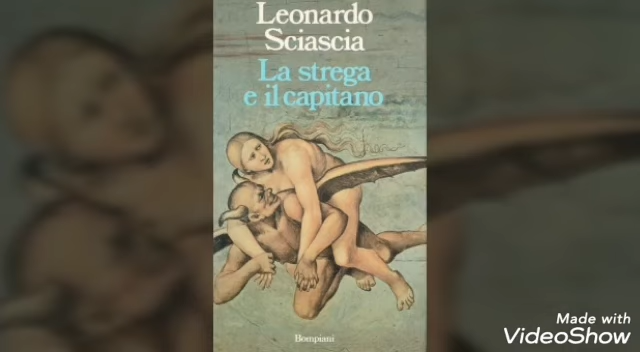 Leonardo
Sciascia
La strega
e il capitano
Bompiani
Made with
VideoShow